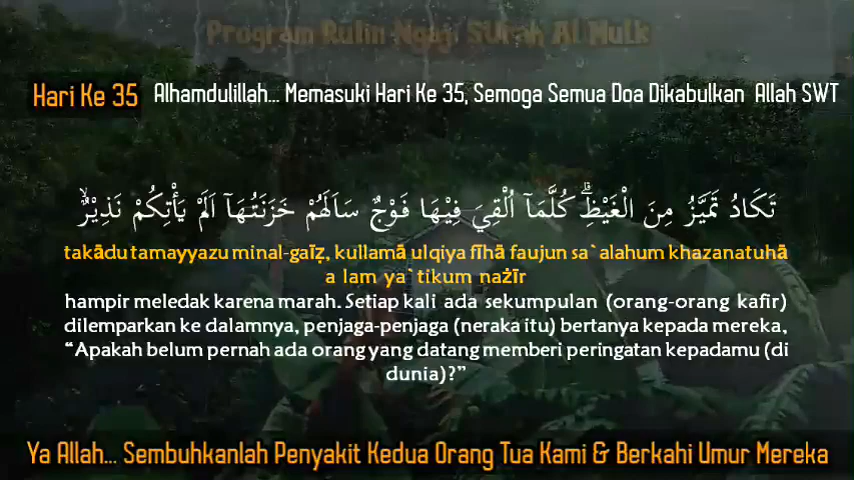 Program Rutin Ngaji Surah Al Mulk
Hari Ke 35
Alhamdulillah... Memasuki Hari Ke 35, Semoga Semua Doa Dikabulkan Allah SWT
تَكَادُ تَمَيَّزُ مِنَ الْغَيْظِۗ كُلَّمَآ اُلْقِيَ فِيْهَا فَوْجٌ سَاَلَهُمْ خَزَنَتُهَآ اَلَمْ يَأْتِكُمْ نَذِيْرٌۙ
takādu tamayyazu minal-gaīẓ, kullamā ulqiya fīhā faujun sa`alahum khazanatuhā
a lam ya`tikum nażīr
hampir meledak karena marah. Setiap kali ada sekumpulan (orang-orang kafir)
dilemparkan ke dalamnya, penjaga-penjaga (neraka itu) bertanya kepada mereka,
“Apakah belum pernah ada orang yang datang memberi peringatan kepadamu (di
dunia)?”
Ya Allah... Sembuhkanlah Penyakit Kedua Orang Tua Kami & Berkahi Umur Mereka